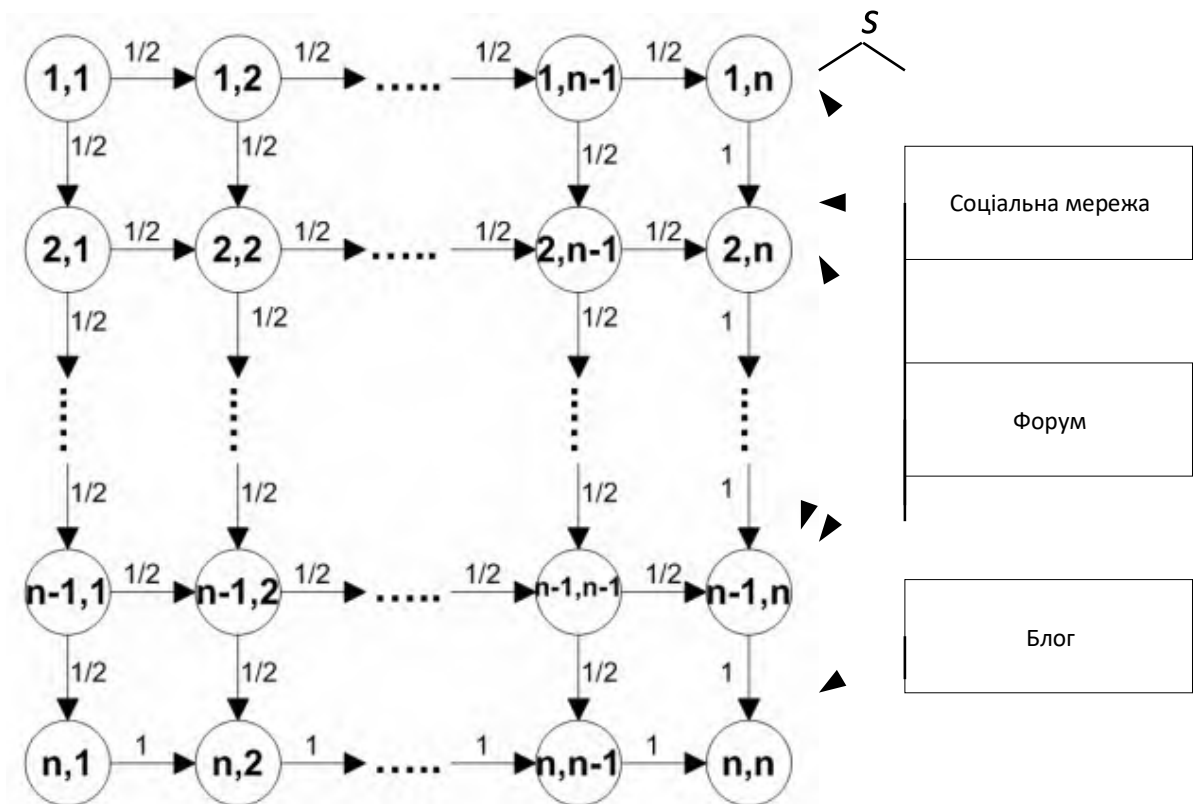 S
1/2 1/2 1/2 1/2
1,1 1,2 ..... 1,n-1 1,n
1/2 1/2 1/2 1
Соціальна мережа
1/2 1/2 1/2 1/2
2,1 2,2 ..... 2,n-1 2,n
1/2 1/2 1/2 1
Форум
1/2 1/2 1/2 1
1/2 1/2 1/2 1/2
n-1,1 n-1,2 ..... n-1,n-1 n-1,n
Блог
1/2 1/2 1/2 1
1 1 1 1
n,1 n,2 ..... n,n-1 n,n